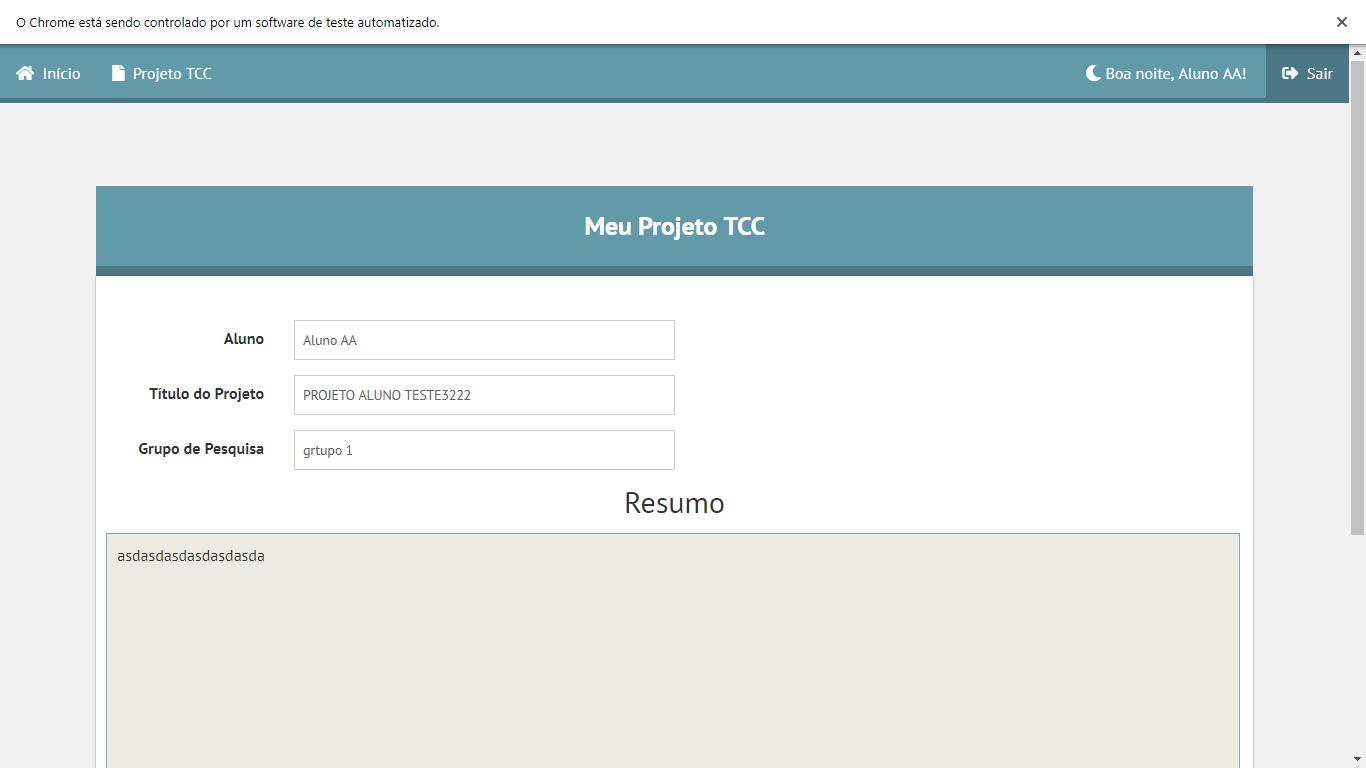 O Chrome está sendo controlado por um software de teste automatizado.
Início Projeto TCC Boa noite, Aluno AA! Sair
Meu Projeto TCC
Aluno Aluno AA
Título do Projeto PROJETO ALUNO TESTE3222
Grupo de Pesquisa grtupo 1
Resumo
asdasdasdasdasdasda